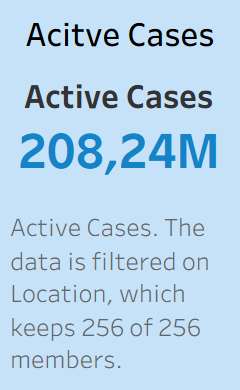 Acitve Cases
Active Cases
208,24M
Active Cases. The
data is filtered on
Location, which
keeps 256 of 256
members.